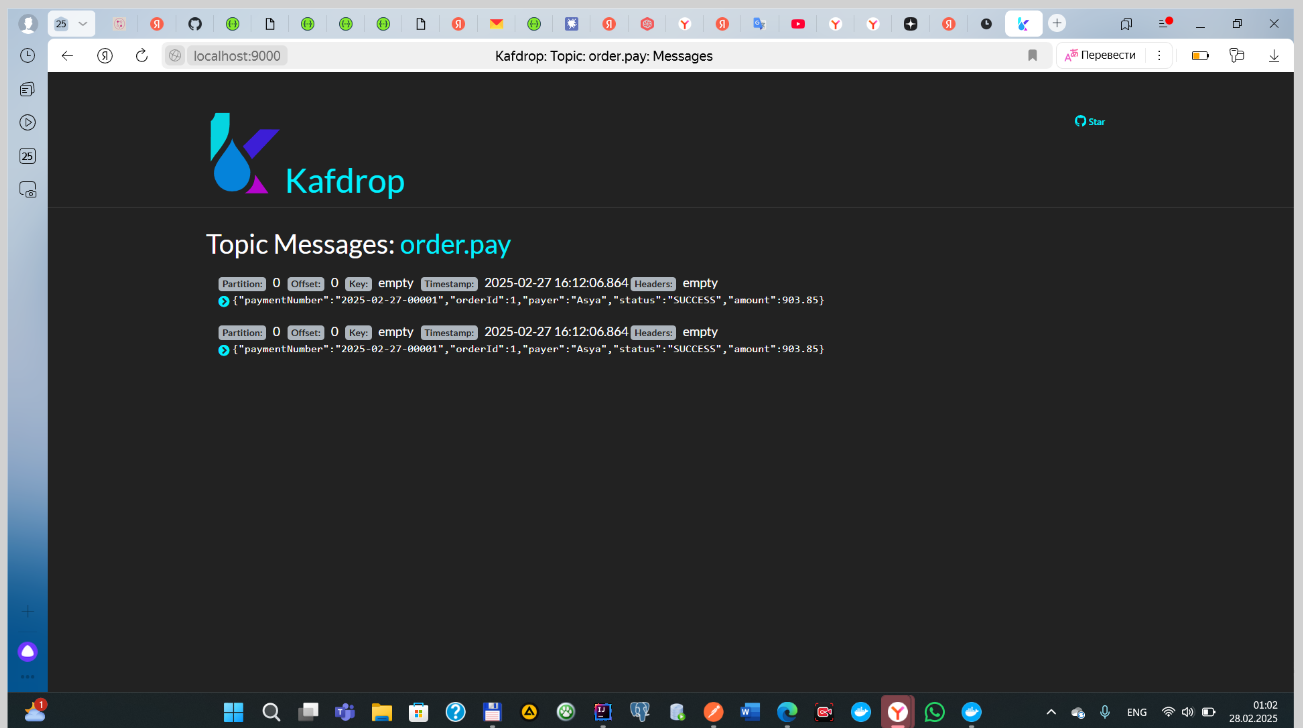 25
localhost:9000
Kafdrop: Topic: order.pay: Messages
Перевести
25
Star
Kafdrop
Topic Messages: order.pay
Partition: 0 Offset: 0 Key: empty Timestamp: 2025-02-27 16:12:06.864 Headers: empty
{"paymentNumber":"2025-02-27-00001","orderId":1,"payer":"Asya","status":"SUCCESS","amount":903.85}
Partition: 0 Offset: 0 Key: empty Timestamp: 2025-02-27 16:12:06.864 Headers: empty
{"paymentNumber":"2025-02-27-00001","orderId":1,"payer":"Asya","status":"SUCCESS","amount":903.85}
1
ENG
01:02
28.02.2025